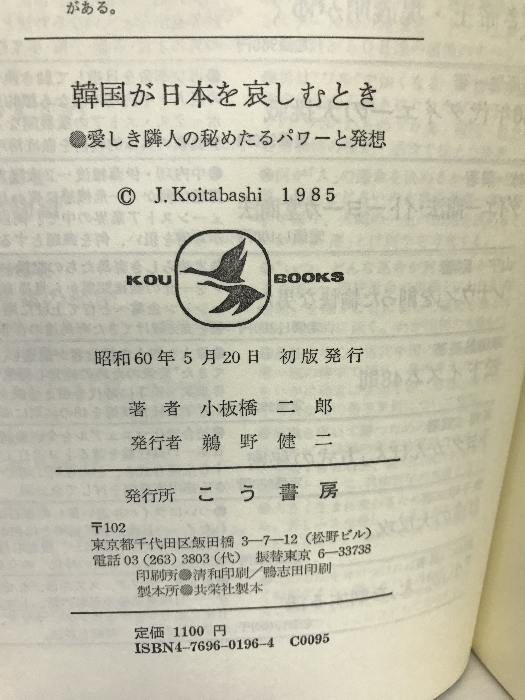 がある。
韓国が日本を哀しむとき
●愛しき隣人の秘めたるパワーと発想
© J.Koitabashi 1985
KOU BOOKS
昭和60年5月20日 初版発行
著者 小板橋二郎
発行者 鵜野健二
発行所 こう書房
〒102
東京都千代田区飯田橋 3―7―12(松野ビル)
電話 03(263)3803(代) 振替東京 6―33738
印刷所●清和印刷/鴨志田印刷
製本所●共栄社製本
定価 1100 円
ISBN4-7696-0196-4 C0095